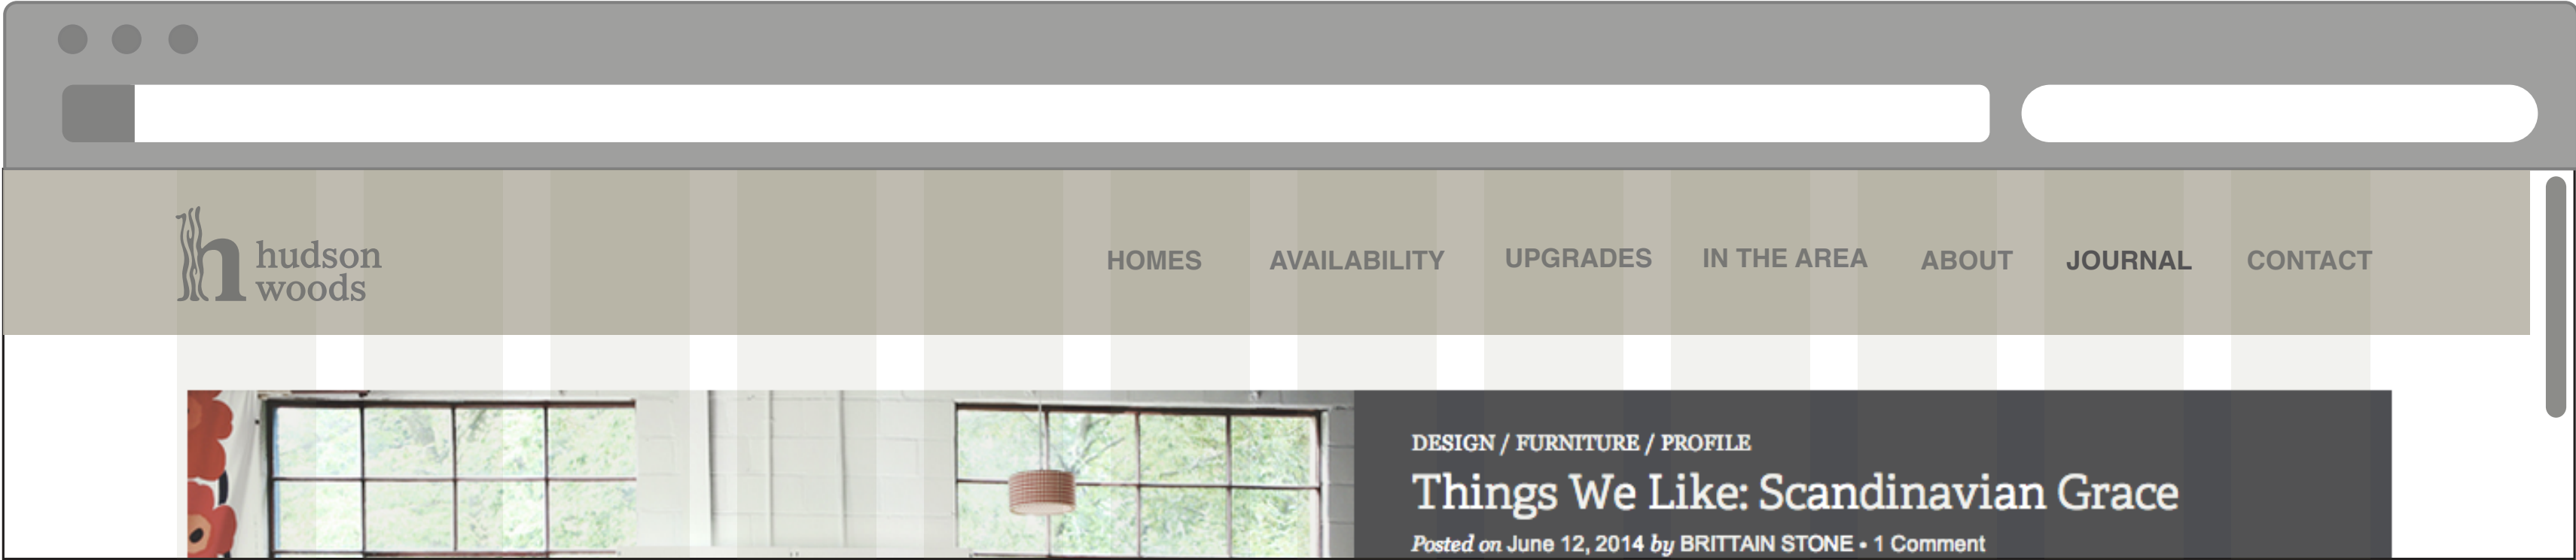 hudson
woods
HOMES AVAILABILITY UPGRADES IN THE AREA ABOUT JOURNAL CONTACT
DESIGN / FURNITURE / PROFILE
Things We Like: Scandinavian Grace
Posted on June 12, 2014 by BRITTAIN STONE • 1 Comment